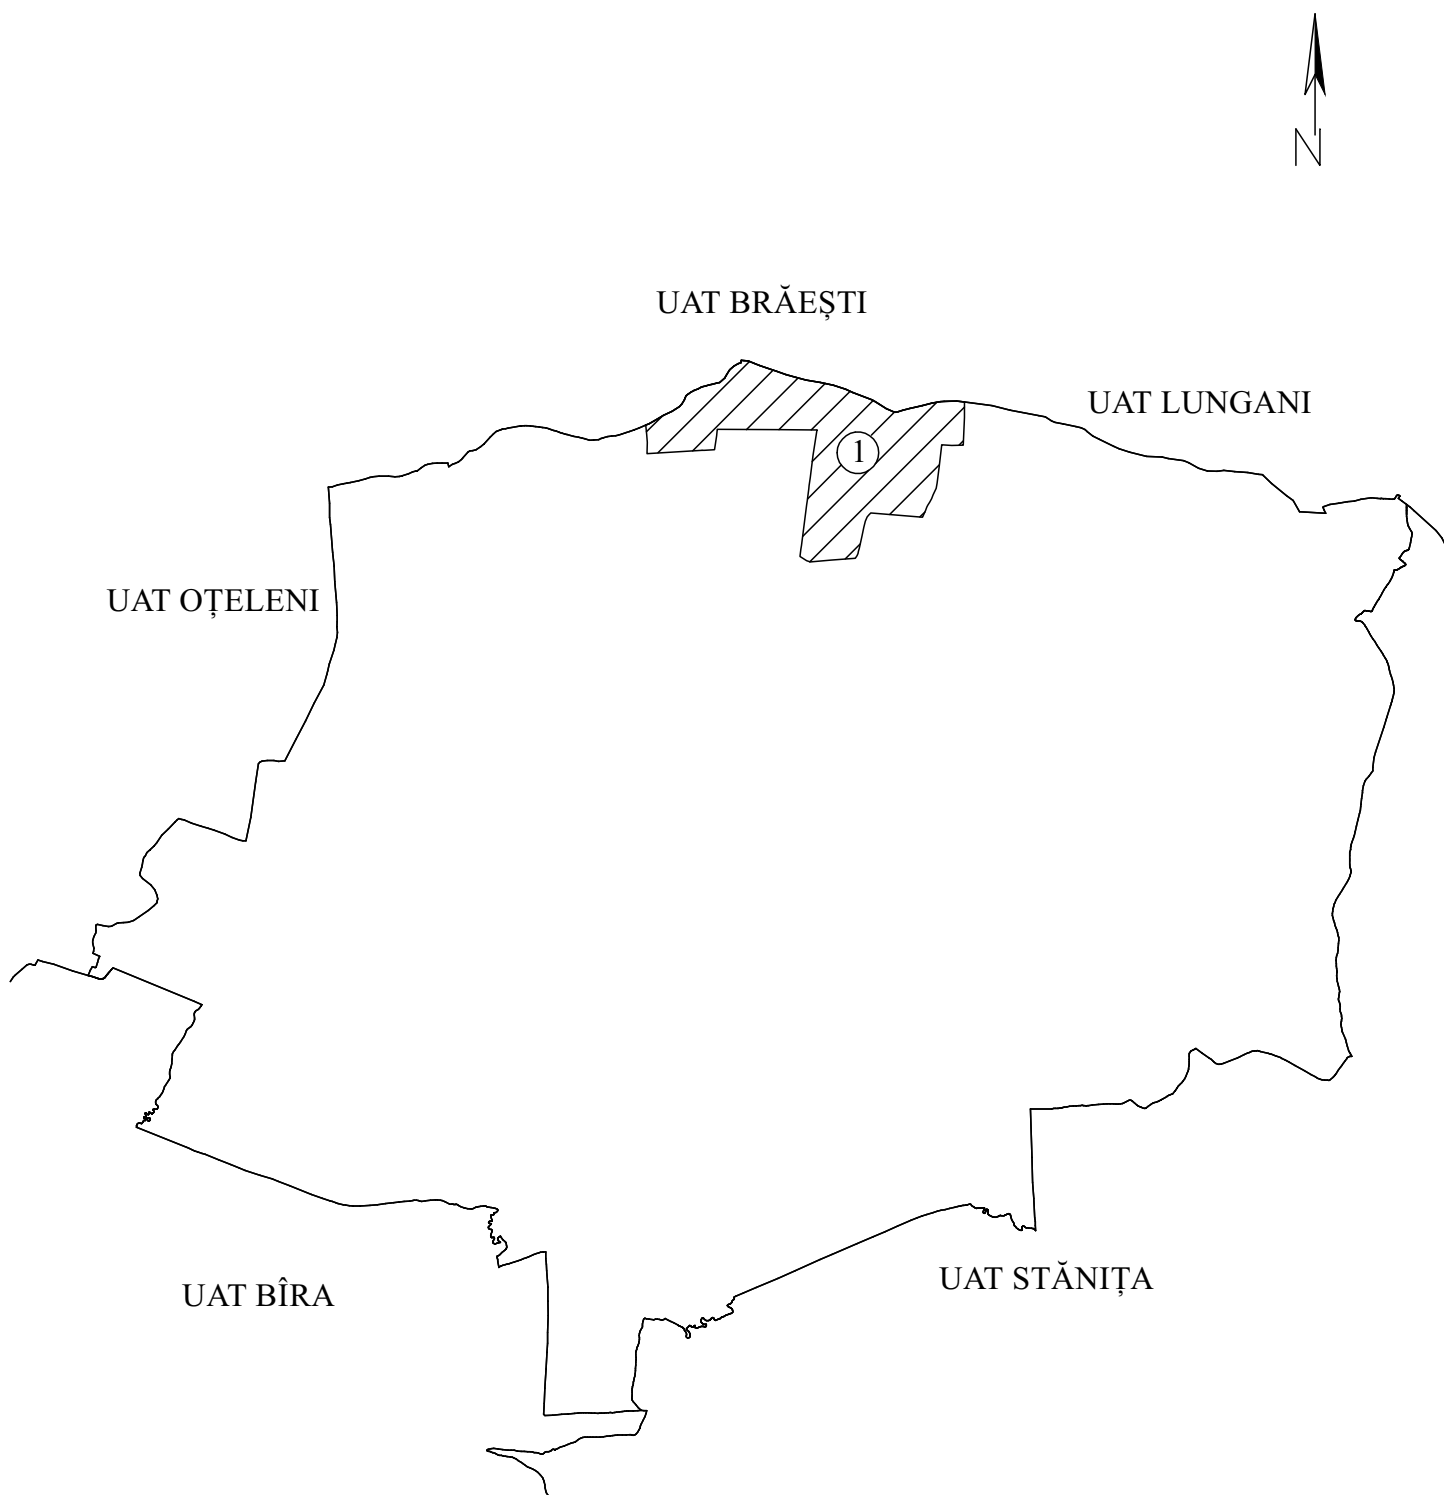 N
UAT BRĂEȘTI
UAT LUNGANI
1
UAT OȚELENI
UAT STĂNIȚA
UAT BÎRA